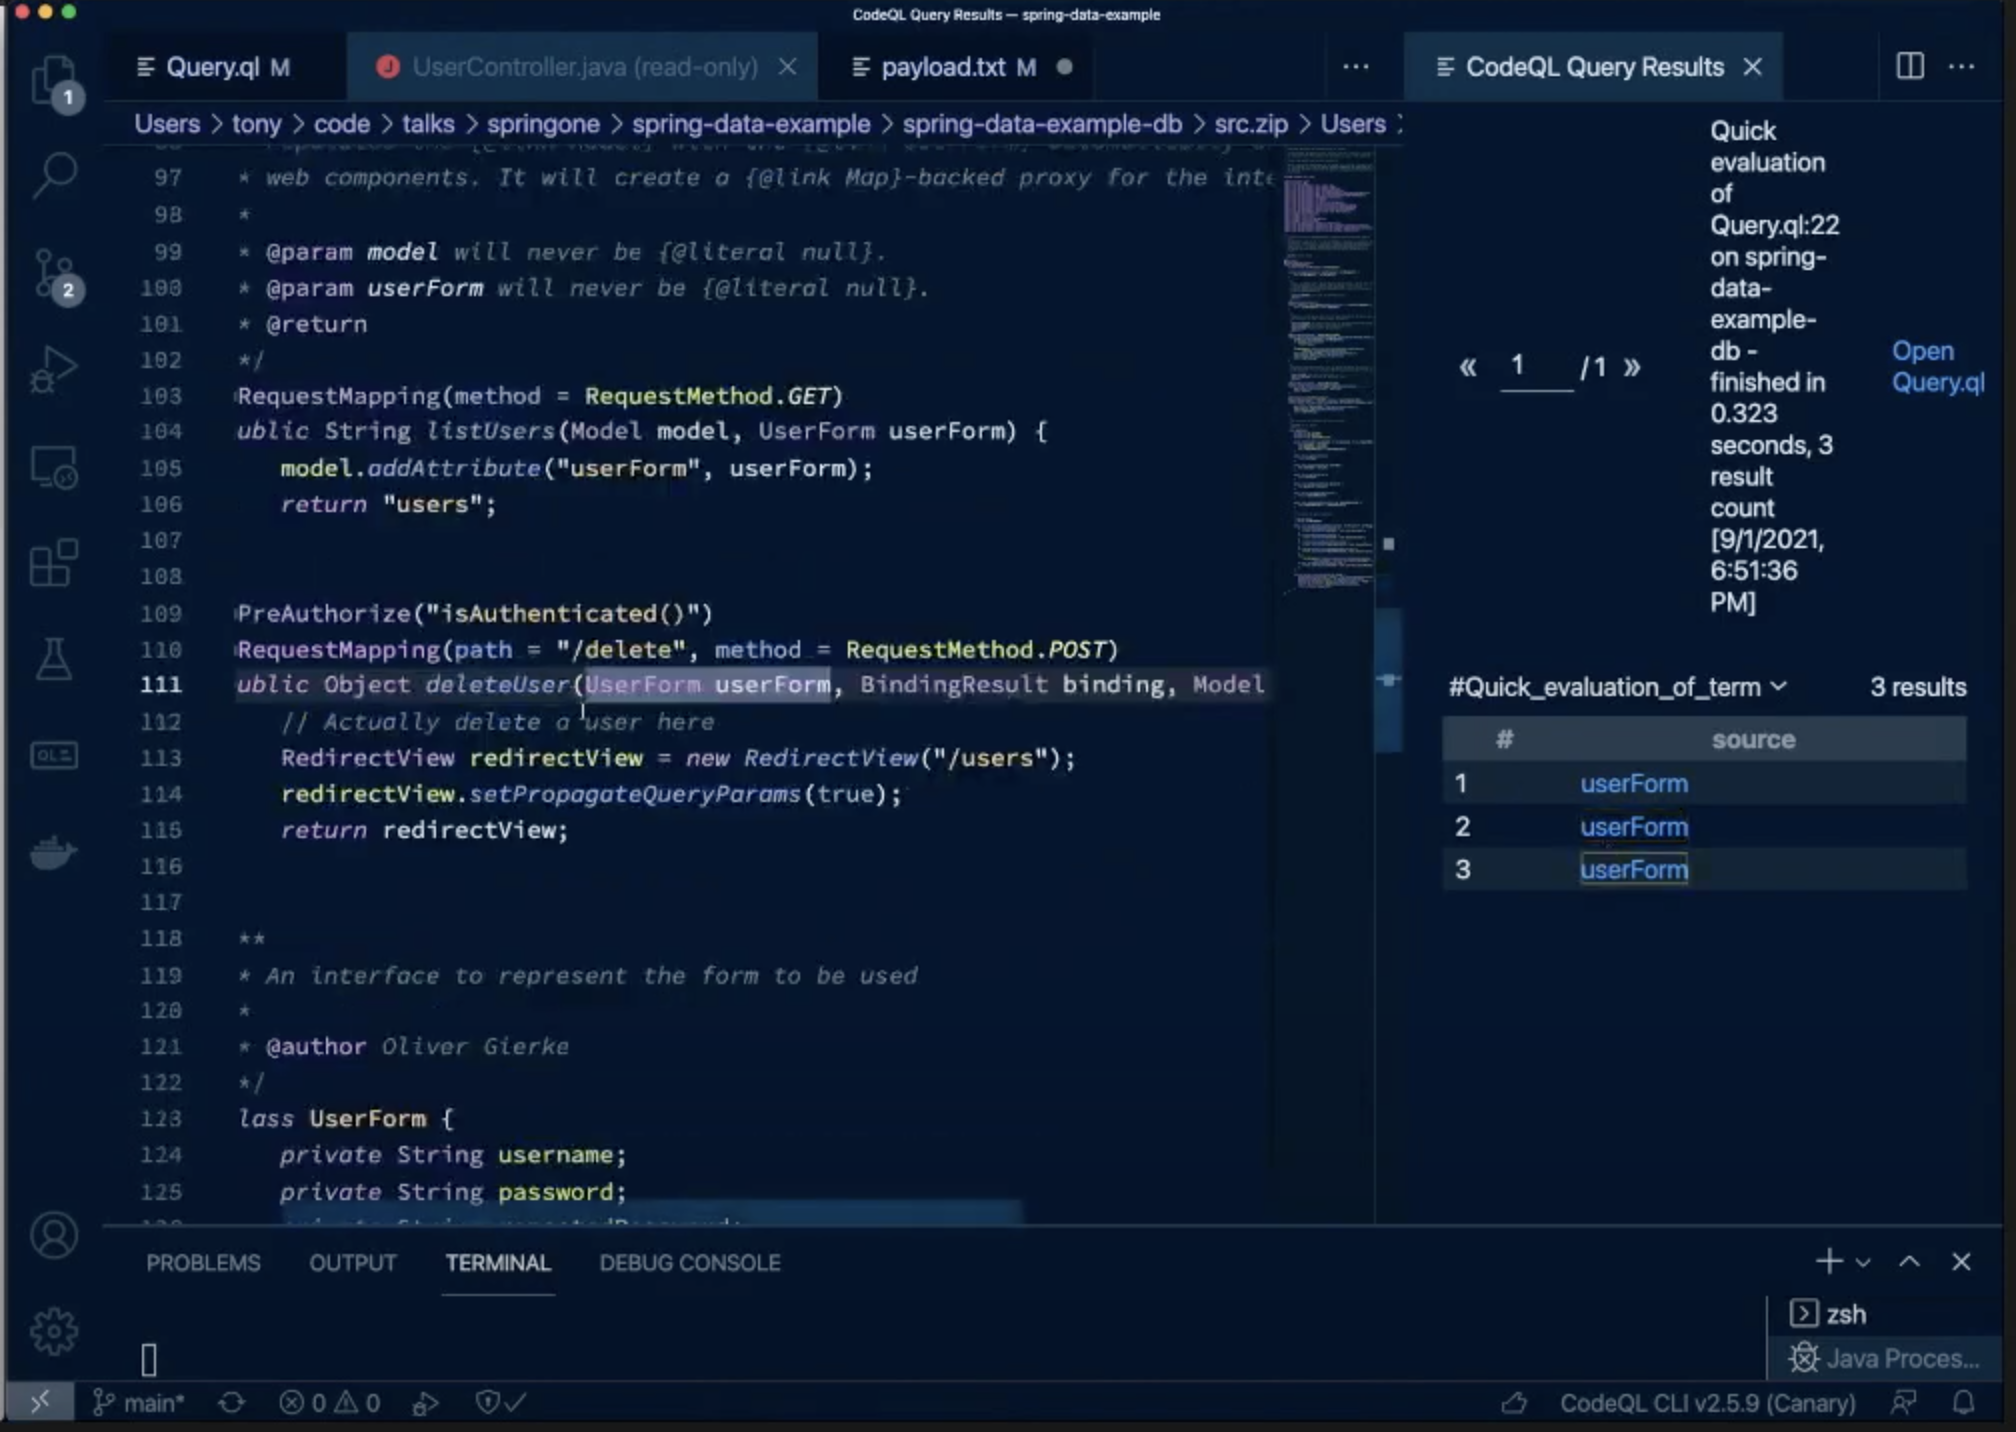 CodeQL Query Results — spring-data-example
Query.ql M
UserController.java (read-only)
payload.txt M
CodeQL Query Results
Users > tony > code > talks > springone > spring-data-example > spring-data-example-db > src.zip > Users >
1
2
97 * web components. It will create a {@link Map}-backed proxy for the inte
98 *
99 * @param model will never be {@literal null}.
100 * @param userForm will never be {@literal null}.
101 * @return
102 */
103 RequestMapping(method = RequestMethod.GET)
104 ublic String listUsers(Model model, UserForm userForm) {
105 model.addAttribute("userForm", userForm);
106 return "users";
107
108
109 PreAuthorize("isAuthenticated()")
110 RequestMapping(path = "/delete", method = RequestMethod.POST)
111 ublic Object deleteUser(UserForm userForm, BindingResult binding, Model
112 // Actually delete a user here
113 RedirectView redirectView = new RedirectView("/users");
114 redirectView.setPropagateQueryParams(true);
115 return redirectView;
116
117
118 **
119 * An interface to represent the form to be used
120 *
121 * @author Oliver Gierke
122 */
123 lass UserForm {
124 private String username;
125 private String password;
« 1 / 1 »
Quick
evaluation
of
Query.ql:22
on spring-
data-
example-
db -
finished in
0.323
seconds, 3
result
count
[9/1/2021,
6:51:36
PM]
Open
Query.ql
#Quick_evaluation_of_term 3 results
# source
1 userForm
2 userForm
3 userForm
PROBLEMS OUTPUT TERMINAL DEBUG CONSOLE
zsh
Java Proces...
main* 0 0 CodeQL CLI v2.5.9 (Canary)